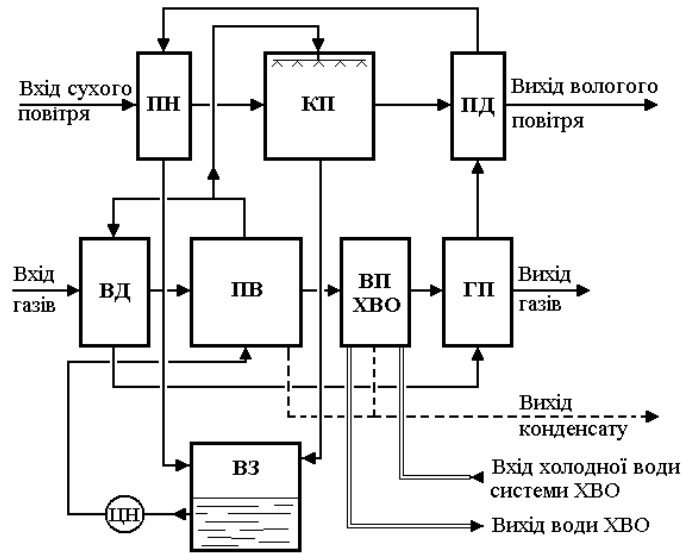 Вхід сухого
повітря
ПН
КП
ПД
Вихід вологого
повітря
Вхід
газів
ВД
ПВ
ВП
ХВО
ГП
Вихід
газів
Вихід
конденсату
ВЗ
ЦН
Вхід холодної води
системи ХВО
Вихід води ХВО